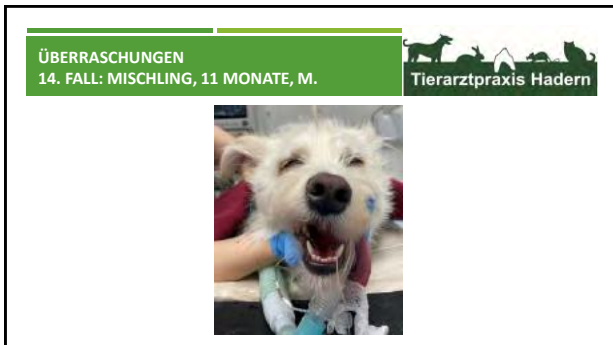 ÜBERRASCHUNGEN
14. FALL: MISCHLING, 11 MONATE, M.
Tierarztpraxis Hadern